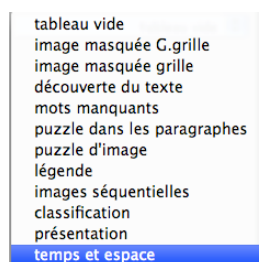 tableau vide
image masquée G.grille
image masquée grille
découverte du texte
mots manquants
puzzle dans les paragraphes
puzzle d'image
légende
images séquentielles
classification
présentation
temps et espace